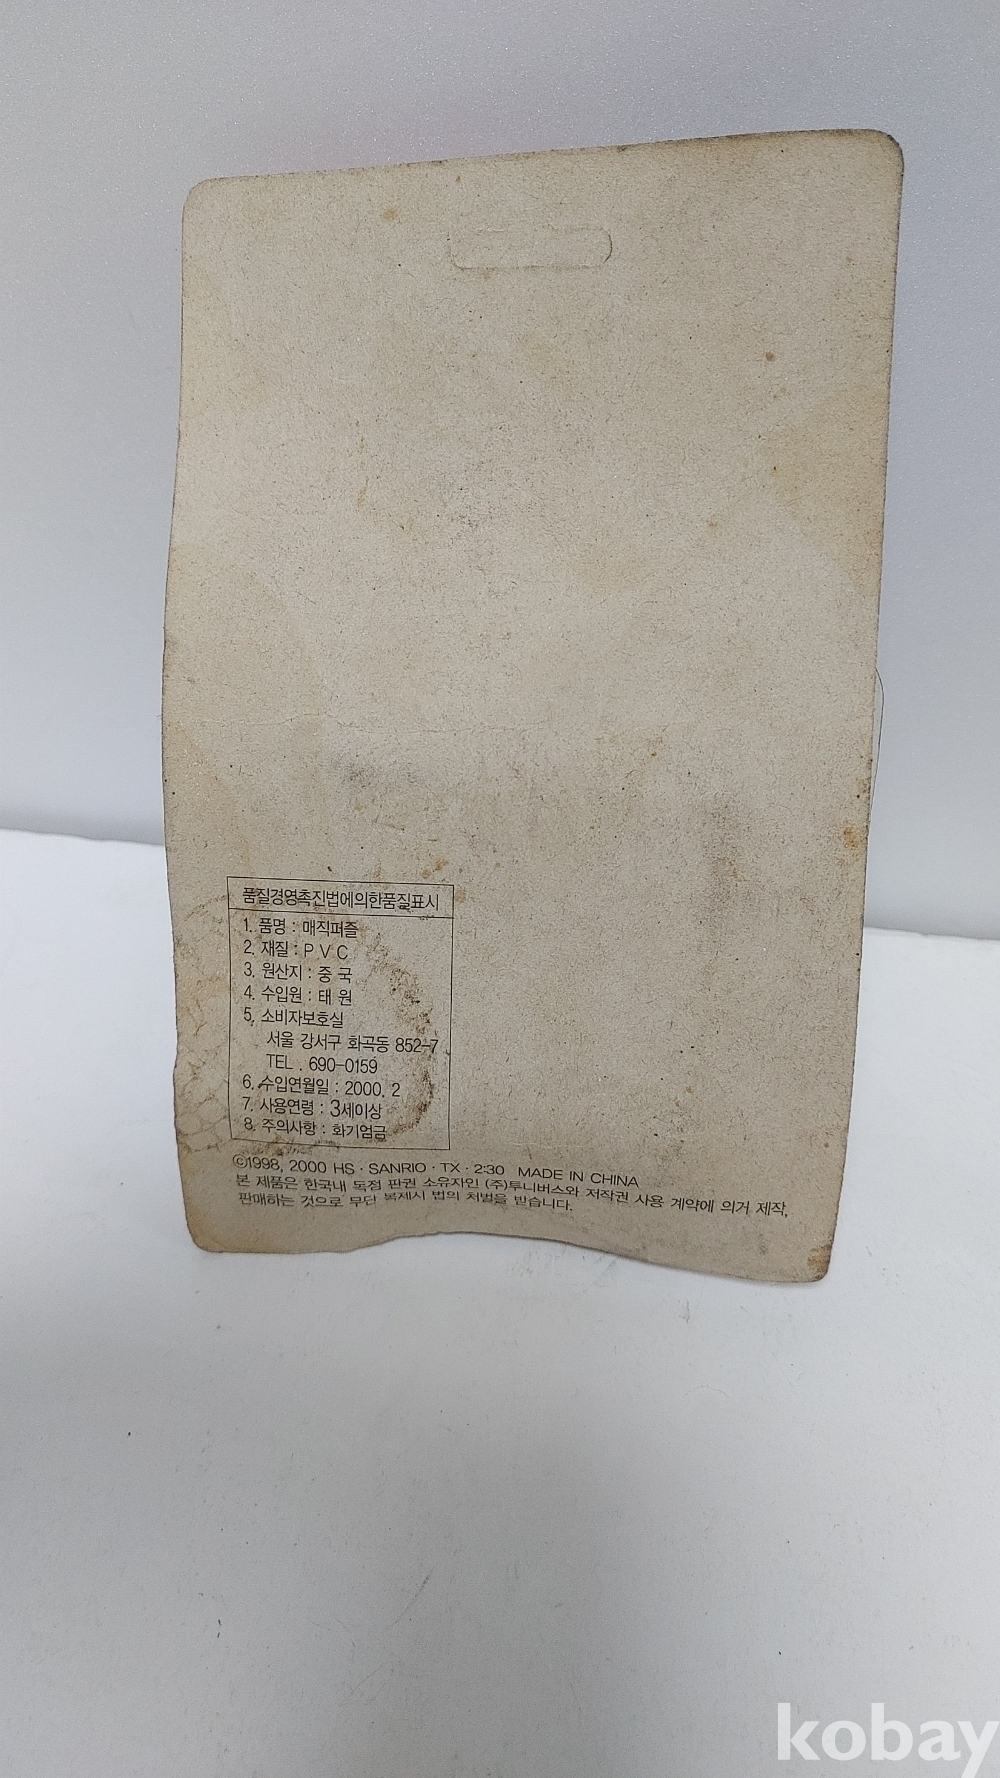 품질경영촉진법에의한품질표시
1. 품명 : 매직퍼즐
2. 재질 : P V C
3. 원산지 : 중 국
4. 수입원 : 태 원
5. 소비자보호실
서울 강서구 화곡동 852-7
TEL . 690-0159
6. 수입연월일 : 2000. 2
7. 사용연령 : 3세이상
8. 주의사항 : 화기엄금
©1998, 2000 HS · SANRIO · TX · 2:30 MADE IN CHINA
본 제품은 한국내 독점 판권 소유자인 (주)투니버스와 저작권 사용 계약에 의거 제작,
판매하는 것으로 무단 복제시 법의 처벌을 받습니다.
kobay